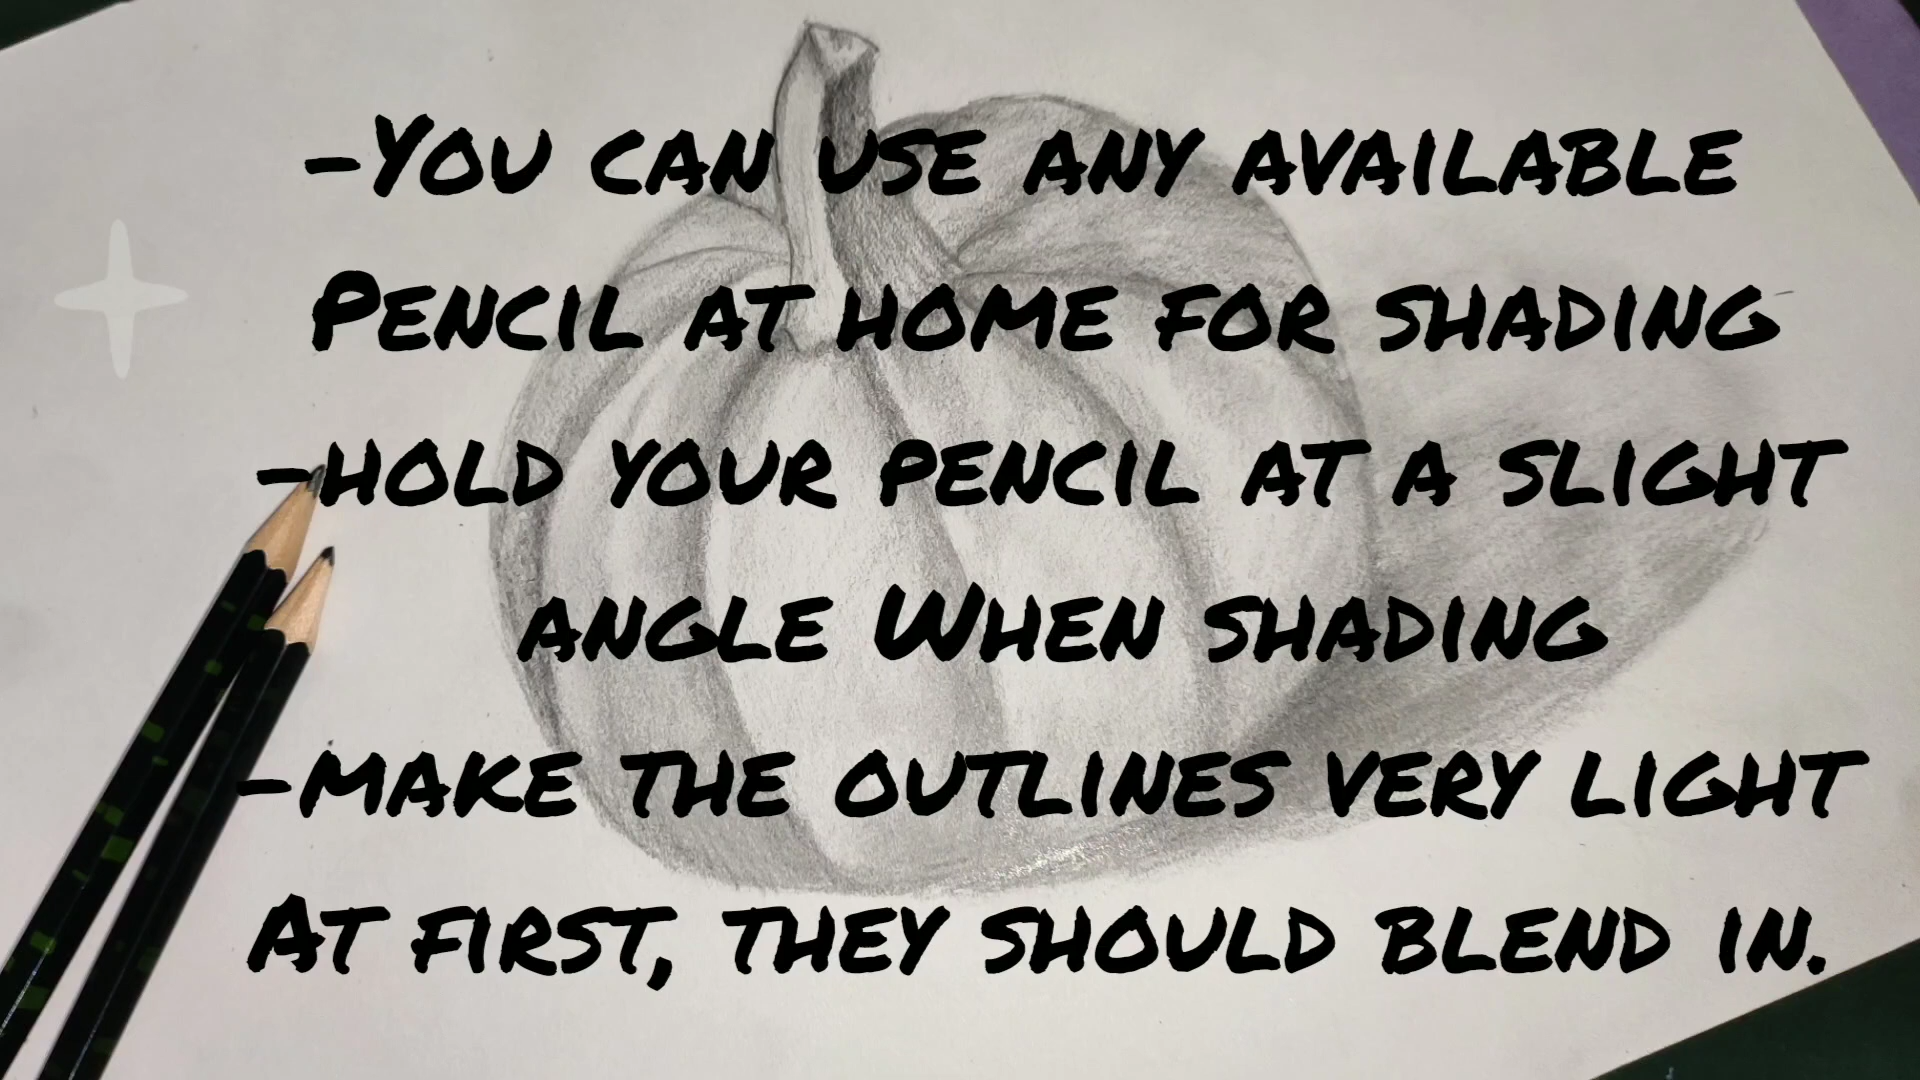 -You can use any available
Pencil at home for shading
-hold your pencil at a slight
angle When shading
-make the outlines very light
At first, they should blend in.